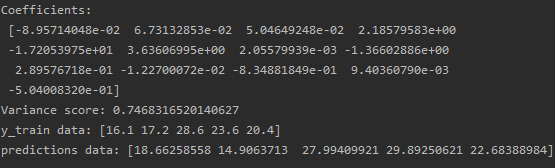 Coefficients:
[-8.95714048e-02 6.73132853e-02 5.04649248e-02 2.18579583e+00
-1.72053975e+01 3.63606995e+00 2.05579939e-03 -1.36602886e+00
2.89576718e-01 -1.22700072e-02 -8.34881849e-01 9.40360790e-03
-5.04008320e-01]
Variance score: 0.7468316520140627
y_train data: [16.1 17.2 28.6 23.6 20.4]
predictions data: [18.66258558 14.9063713 27.99409921 29.89250621 22.68388984]